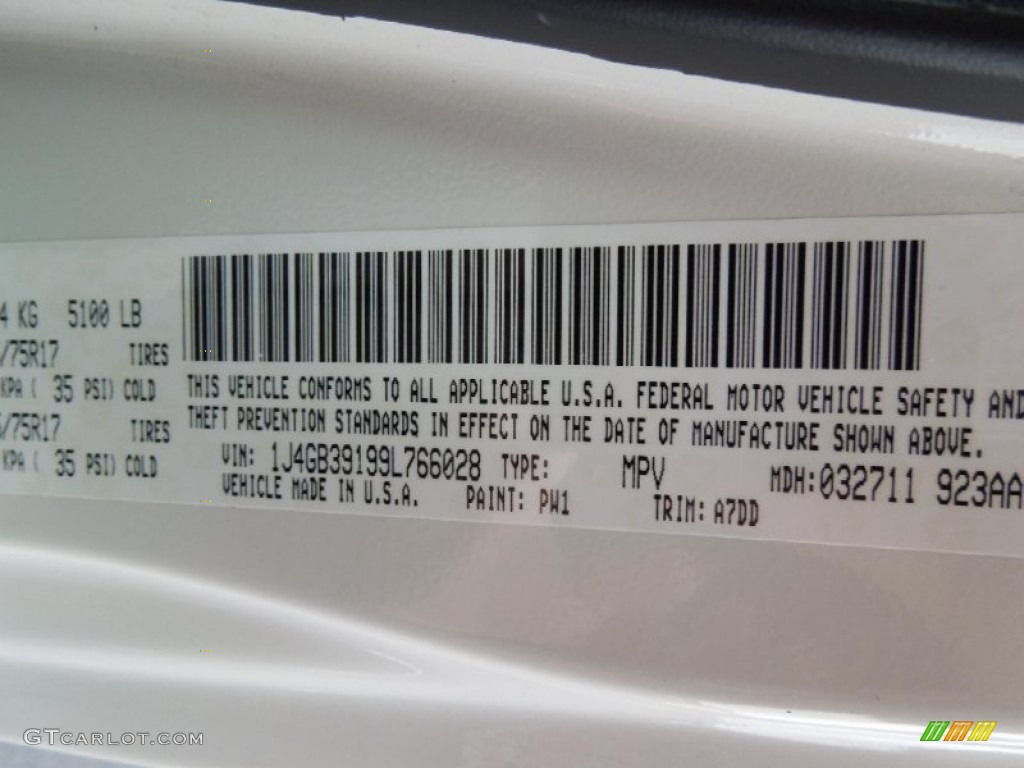 4 KG 5100 LB
/75R17 TIRES
KPA ( 35 PSI) COLD
/75R17 TIRES
KPA ( 35 PSI) COLD
THIS VEHICLE CONFORMS TO ALL APPLICABLE U.S.A. FEDERAL MOTOR VEHICLE SAFETY AND
THEFT PREVENTION STANDARDS IN EFFECT ON THE DATE OF MANUFACTURE SHOWN ABOVE.
VIN: 1J4GB39199L766028 TYPE: MPV MDH:032711 923AA
VEHICLE MADE IN U.S.A. PAINT: PW1 TRIM: A7DD
GTCARLOT.COM